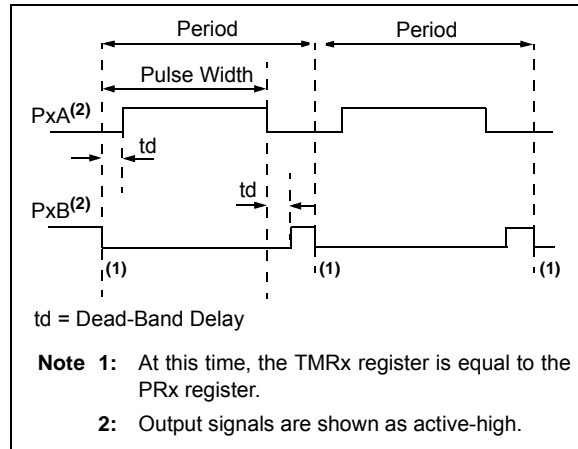 Period Period
Pulse Width
PxA(2)
td
td
PxB(2)
(1) (1) (1)
td = Dead-Band Delay
Note 1: At this time, the TMRx register is equal to the
PRx register.
2: Output signals are shown as active-high.